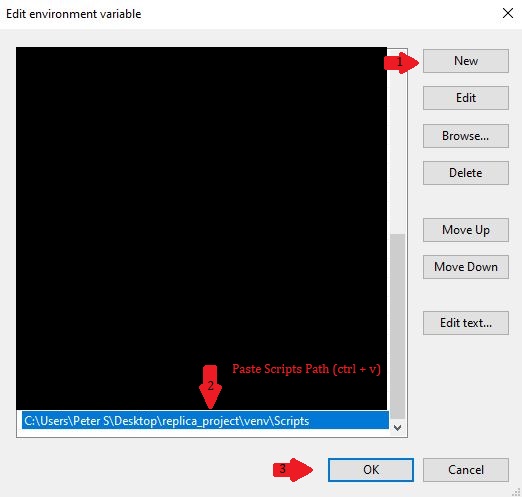 Edit environment variable
1
New
Edit
Browse...
Delete
Move Up
Move Down
Edit text...
Paste Scripts Path (ctrl + v)
2
C:\Users\Peter S\Desktop\replica_project\venv\Scripts
3
OK
Cancel